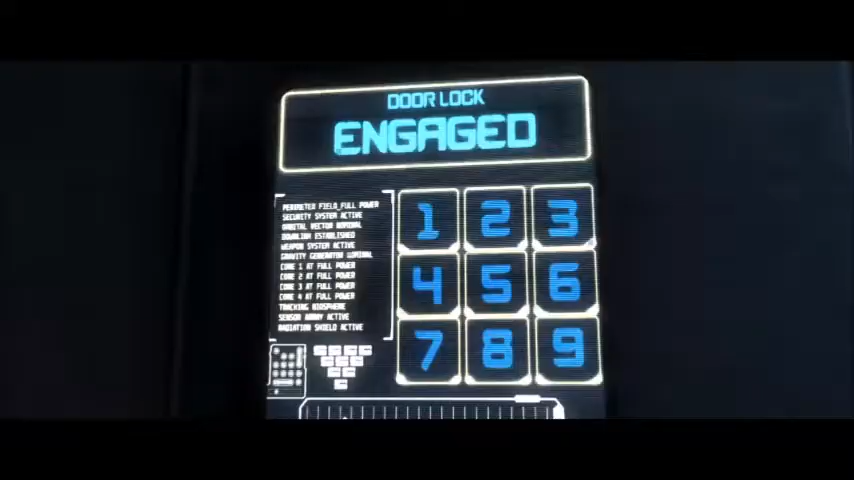 DOOR LOCK
ENGAGED
PERIMETER FIELD_FULL POWER
SECURITY SYSTEM ACTIVE
ORBITAL VECTOR NOMINAL
DOWNLINK ESTABLISHED
WEAPON SYSTEM ACTIVE
GRAVITY GENERATOR NOMINAL
CORE 1 AT FULL POWER
CORE 2 AT FULL POWER
CORE 3 AT FULL POWER
CORE 4 AT FULL POWER
TRACKING BIOSPHERE
SENSOR ARRAY ACTIVE
RADIATION SHIELD ACTIVE
1 2 3
4 5 6
7 8 9